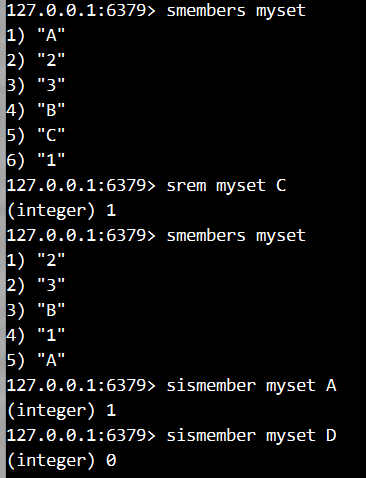 127.0.0.1:6379> smembers myset
1) "A"
2) "2"
3) "3"
4) "B"
5) "C"
6) "1"
127.0.0.1:6379> srem myset C
(integer) 1
127.0.0.1:6379> smembers myset
1) "2"
2) "3"
3) "B"
4) "1"
5) "A"
127.0.0.1:6379> sismember myset A
(integer) 1
127.0.0.1:6379> sismember myset D
(integer) 0